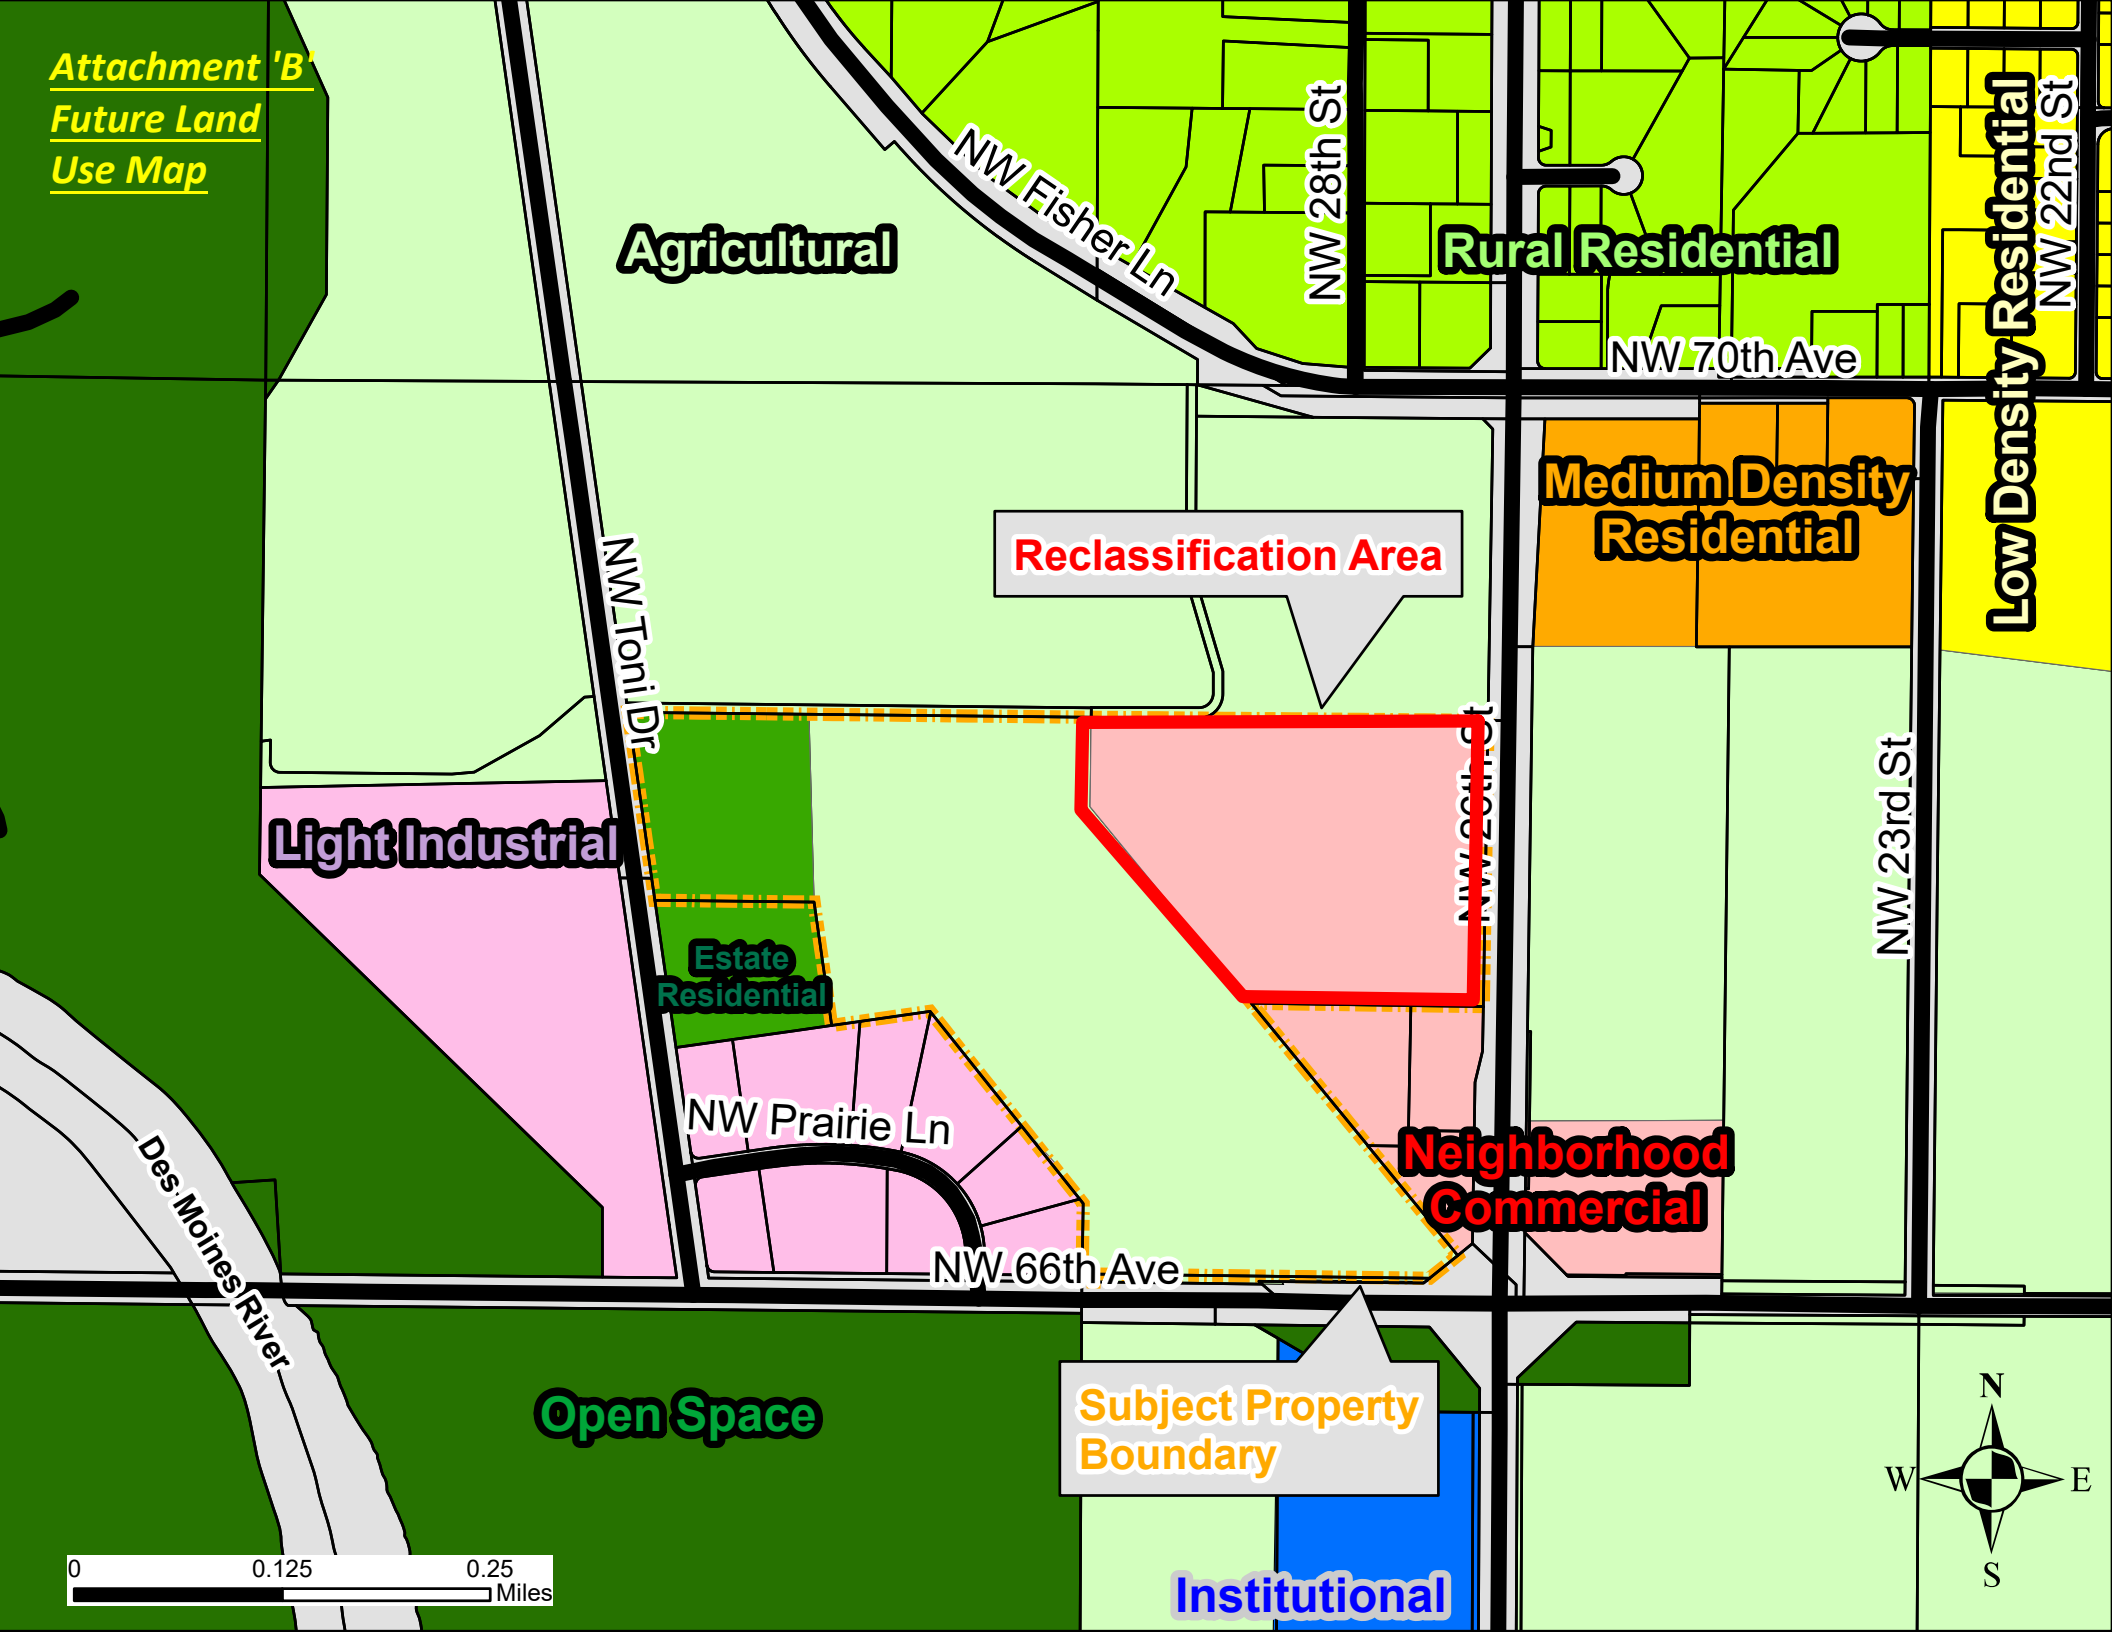 Attachment 'B'
Future Land
Use Map
Agricultural
NW Fisher Ln
NW 28th St
Rural Residential
Low Density Residential
NW 22nd St
NW 70th Ave
Medium Density
Residential
Reclassification Area
NW Toni Dr
NW 26th St
NW 23rd St
Light Industrial
Estate
Residential
NW Prairie Ln
Neighborhood
Commercial
Des Moines River
NW 66th Ave
Open Space
Subject Property
Boundary
Institutional
N
W
E
S
0 0.125 0.25
Miles